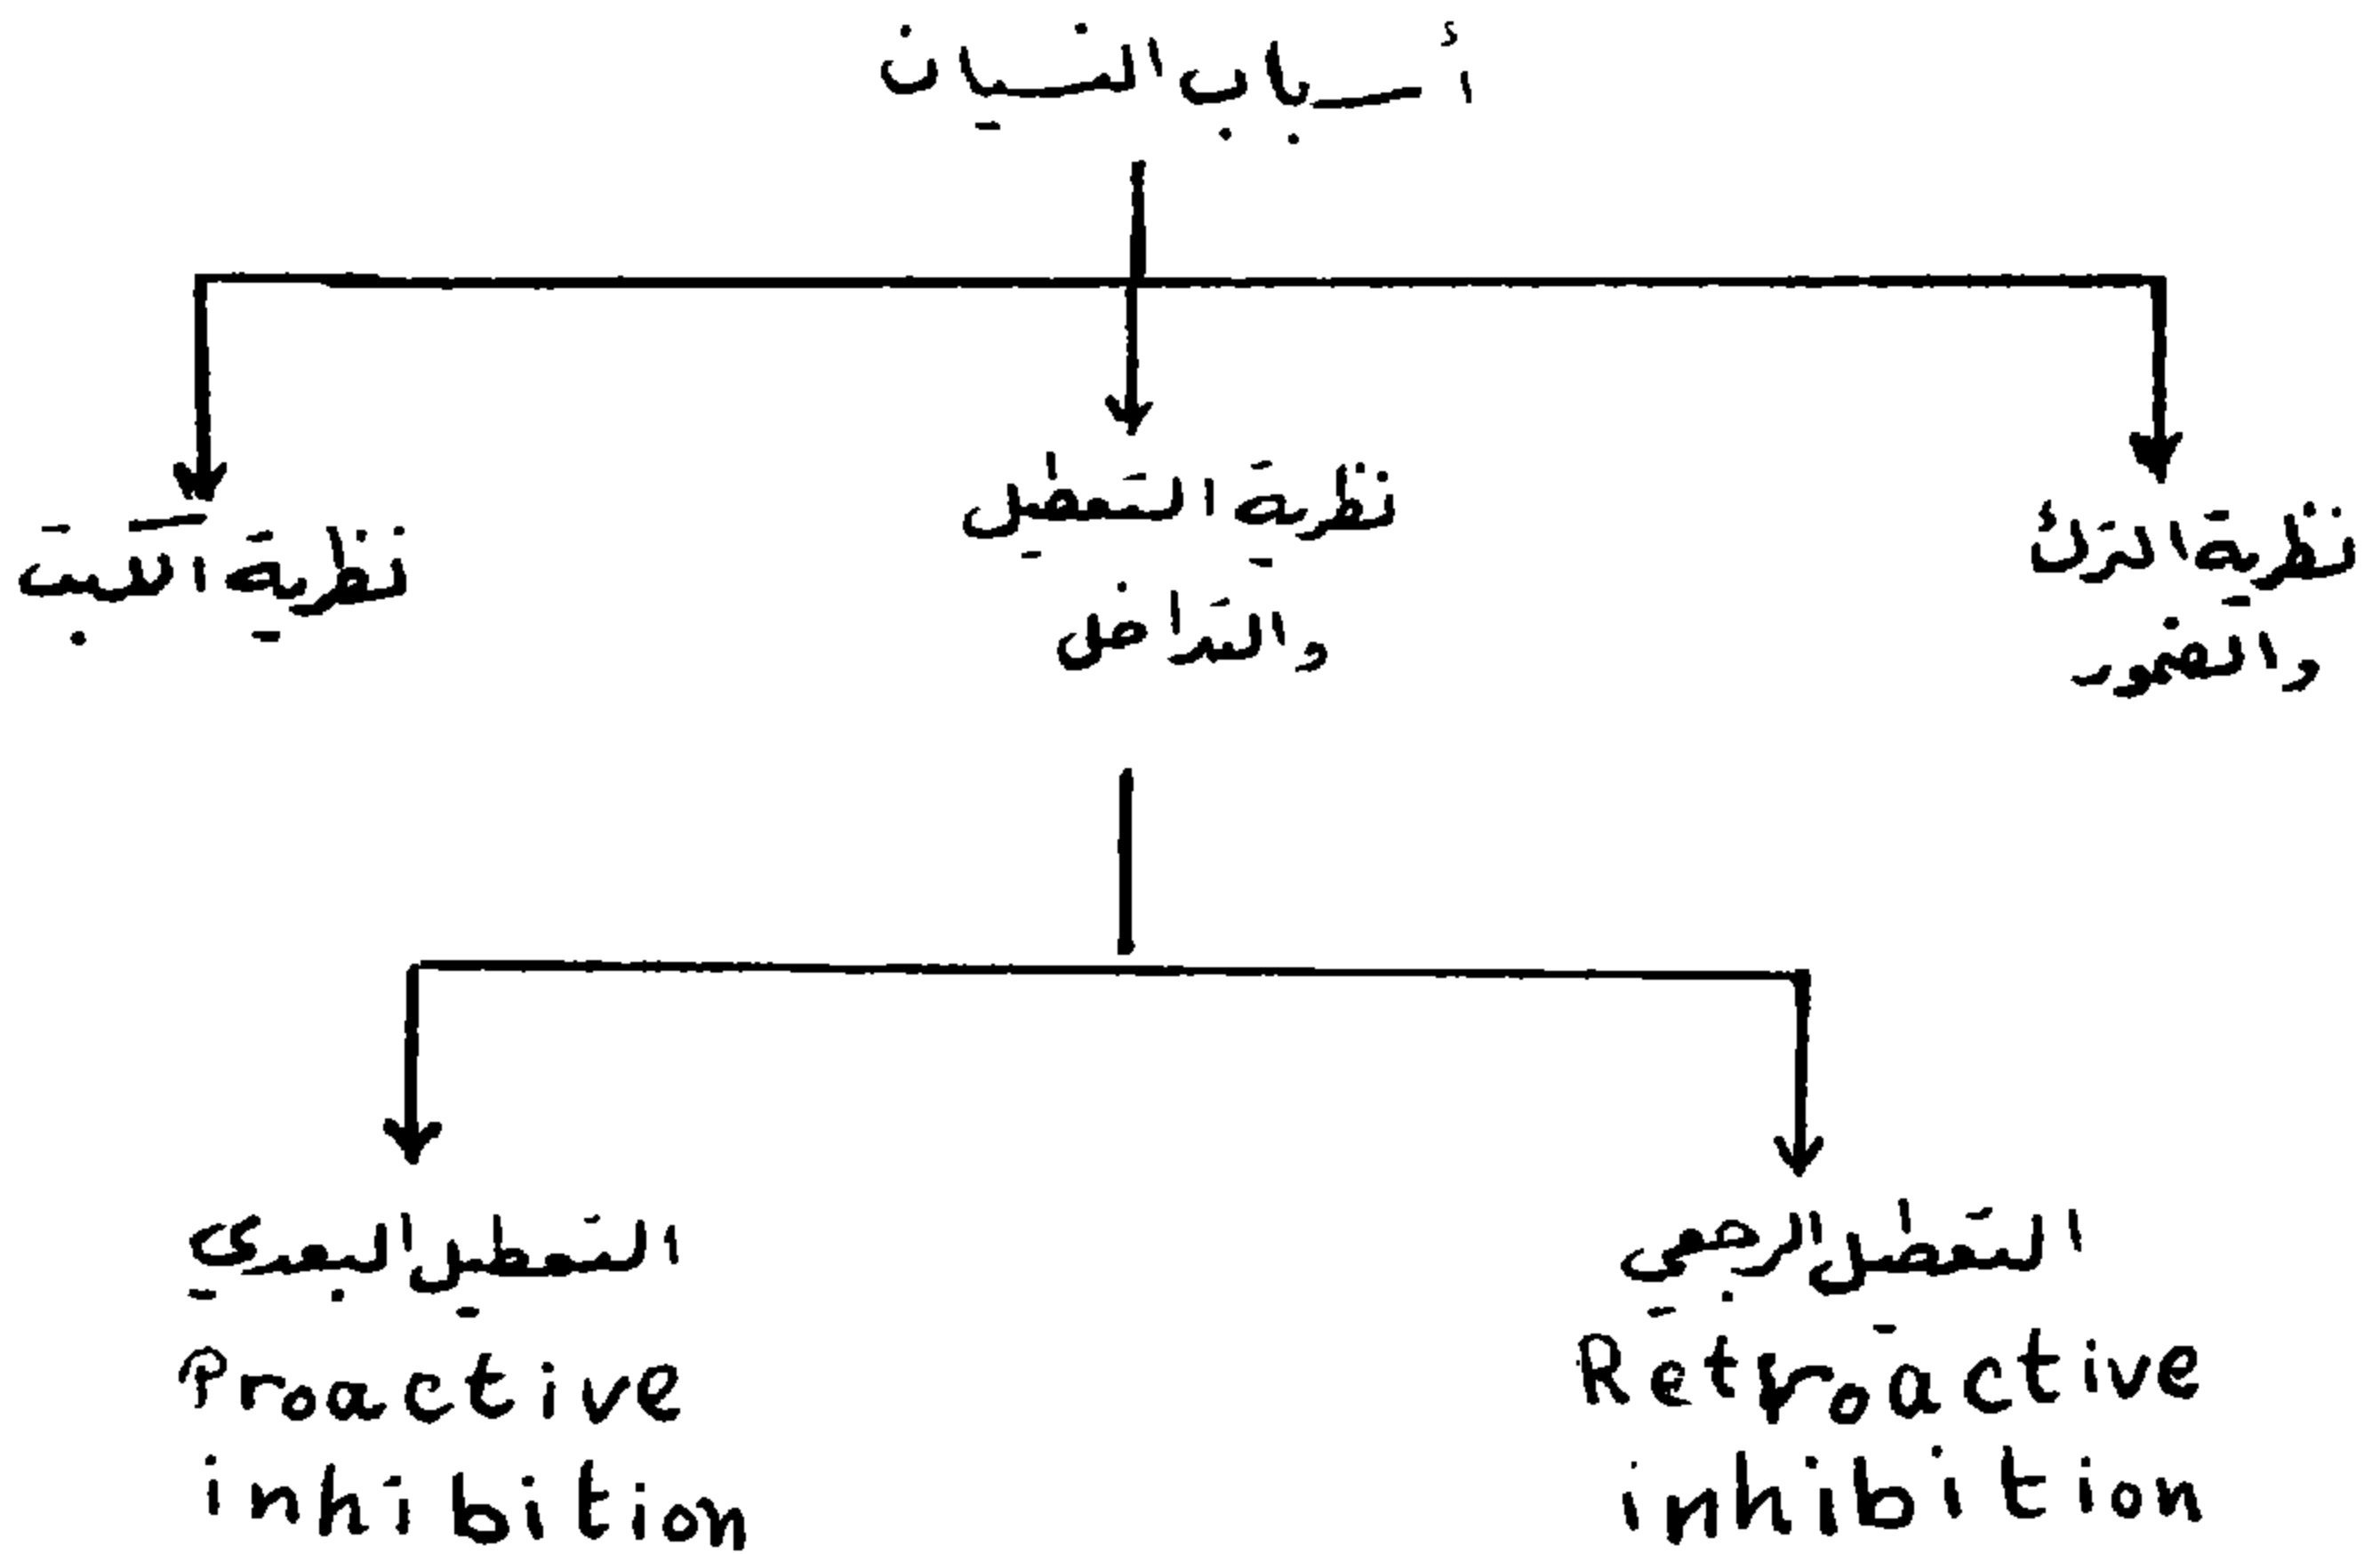 أسباب النسيان
نظرية الترك
والضمور
نظرية التعطيل
والتداخل
نظرية الكبت
التعطيل الرجعي
Retroactive
inhibition
التعطيل البعدي
Proactive
inhibition